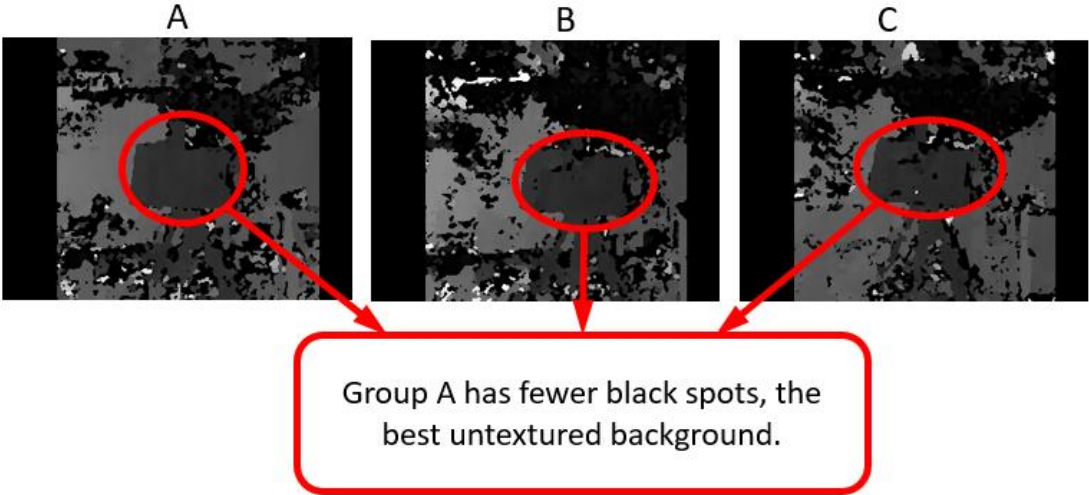 A
B
C
Group A has fewer black spots, the
best untextured background.